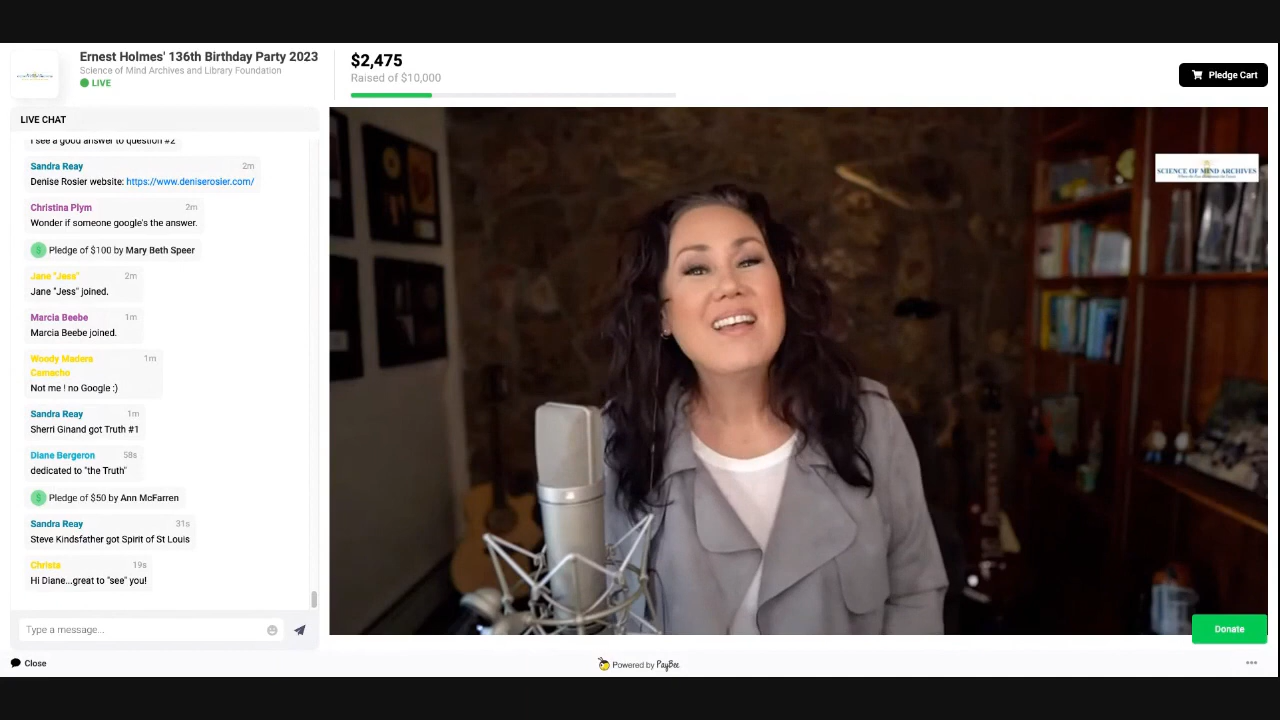 Ernest Holmes' 136th Birthday Party 2023
Science of Mind Archives and Library Foundation
LIVE
$2,475
Raised of $10,000
Pledge Cart
LIVE CHAT
I see a good answer to question #2
Sandra Reay 2m
Denise Rosier website: https://www.deniserosier.com/
Christina Plym 2m
Wonder if someone google's the answer.
$ Pledge of $100 by Mary Beth Speer
Jane "Jess" 2m
Jane "Jess" joined.
Marcia Beebe 1m
Marcia Beebe joined.
Woody Madera 1m
Camacho
Not me ! no Google :)
Sandra Reay 1m
Sherri Ginand got Truth #1
Diane Bergeron 58s
dedicated to "the Truth"
$ Pledge of $50 by Ann McFarren
Sandra Reay 31s
Steve Kindsfather got Spirit of St Louis
Christa 19s
Hi Diane...great to "see" you!
Type a message...
Close
SCIENCE OF MIND ARCHIVES
Donate
Powered by PayBee